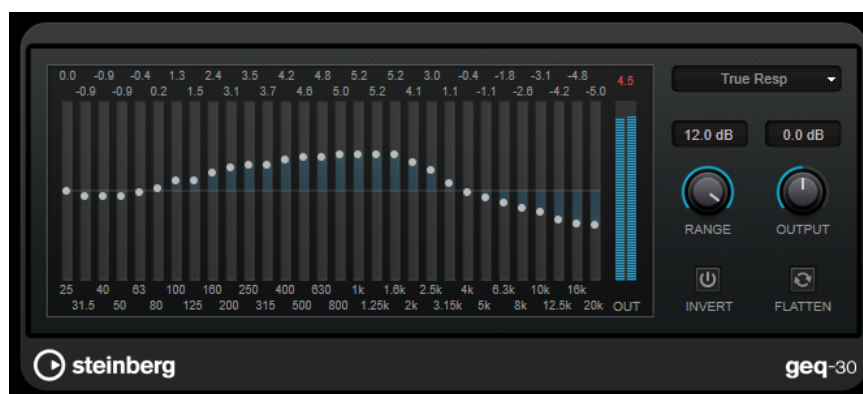 0.0 -0.9 -0.4 1.3 2.4 3.5 4.2 4.8 5.2 5.2 3.0 -0.4 -1.8 -3.1 -4.8
-0.9 -0.9 0.2 1.5 3.1 3.7 4.6 5.0 5.2 4.1 1.1 -1.1 -2.6 -4.2 -5.0
4.5
True Resp
12.0 dB 0.0 dB
RANGE OUTPUT
25 40 63 100 160 250 400 630 1k 1.6k 2.5k 4k 6.3k 10k 16k
31.5 50 80 125 200 315 500 800 1.25k 2k 3.15k 5k 8k 12.5k 20k OUT
INVERT FLATTEN
steinberg
geq-30